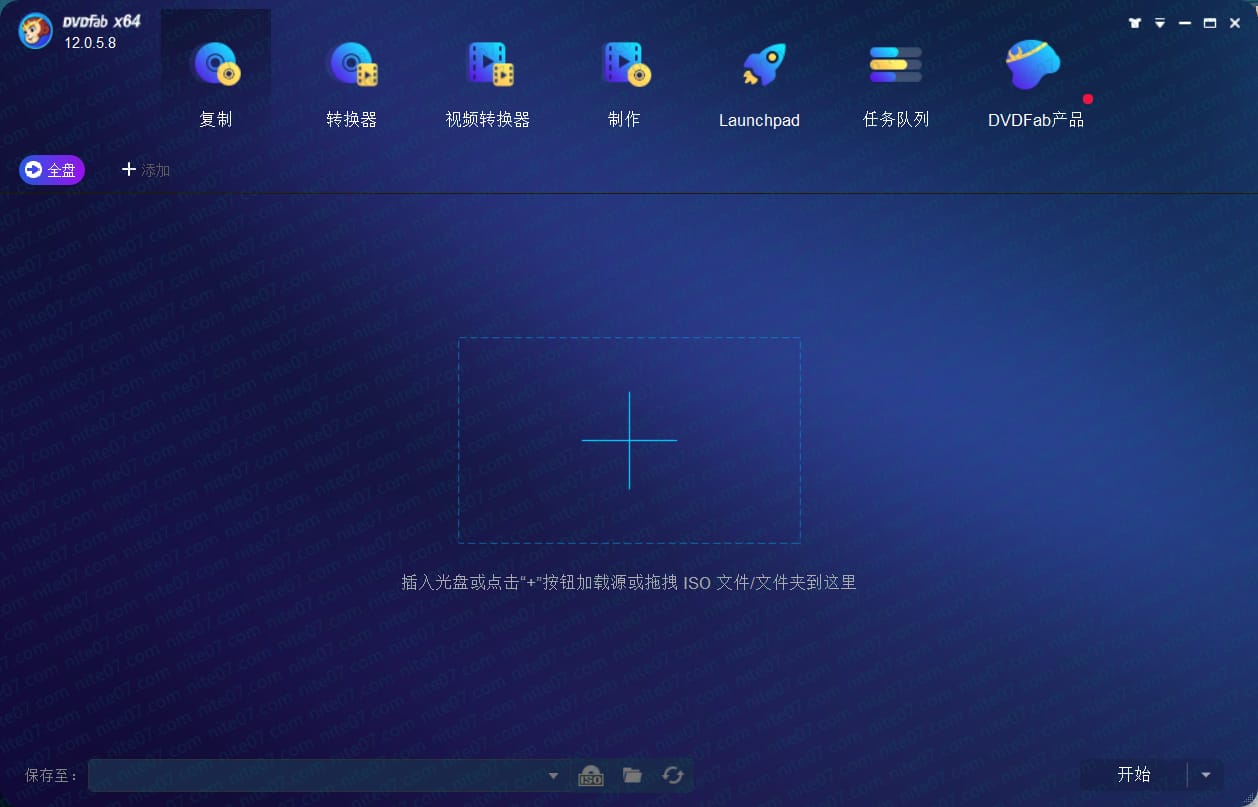 DVDFab x64
12.0.5.8
复制
转换器
视频转换器
制作
Launchpad
任务队列
DVDFab产品
全盘
添加
插入光盘或点击“+”按钮加载源或拖拽 ISO 文件/文件夹到这里
保存至：
ISO
开始
nite07.com